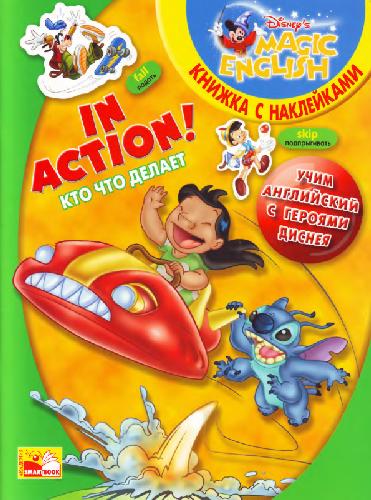 DISNEY'S
MAGIC
ENGLISH
КНИЖКА С НАКЛЕЙКАМИ
fall
падать
IN
ACTION!
КТО ЧТО ДЕЛАЕТ
skip
подпрыгивать
УЧИМ
АНГЛИЙСКИЙ
С ГЕРОЯМИ
ДИСНЕЯ
SMARTBOOK